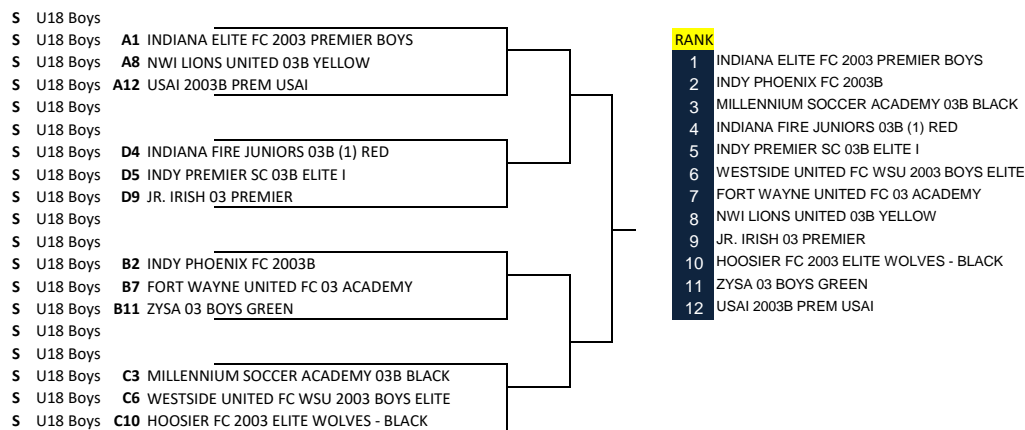 S U18 Boys
S U18 Boys A1 INDIANA ELITE FC 2003 PREMIER BOYS
S U18 Boys A8 NWI LIONS UNITED 03B YELLOW
S U18 Boys A12 USAI 2003B PREM USAI
S U18 Boys
S U18 Boys
S U18 Boys D4 INDIANA FIRE JUNIORS 03B (1) RED
S U18 Boys D5 INDY PREMIER SC 03B ELITE I
S U18 Boys D9 JR. IRISH 03 PREMIER
S U18 Boys
S U18 Boys
S U18 Boys B2 INDY PHOENIX FC 2003B
S U18 Boys B7 FORT WAYNE UNITED FC 03 ACADEMY
S U18 Boys B11 ZYSA 03 BOYS GREEN
S U18 Boys
S U18 Boys
S U18 Boys C3 MILLENNIUM SOCCER ACADEMY 03B BLACK
S U18 Boys C6 WESTSIDE UNITED FC WSU 2003 BOYS ELITE
S U18 Boys C10 HOOSIER FC 2003 ELITE WOLVES - BLACK
RANK
1 INDIANA ELITE FC 2003 PREMIER BOYS
2 INDY PHOENIX FC 2003B
3 MILLENNIUM SOCCER ACADEMY 03B BLACK
4 INDIANA FIRE JUNIORS 03B (1) RED
5 INDY PREMIER SC 03B ELITE I
6 WESTSIDE UNITED FC WSU 2003 BOYS ELITE
7 FORT WAYNE UNITED FC 03 ACADEMY
8 NWI LIONS UNITED 03B YELLOW
9 JR. IRISH 03 PREMIER
10 HOOSIER FC 2003 ELITE WOLVES - BLACK
11 ZYSA 03 BOYS GREEN
12 USAI 2003B PREM USAI